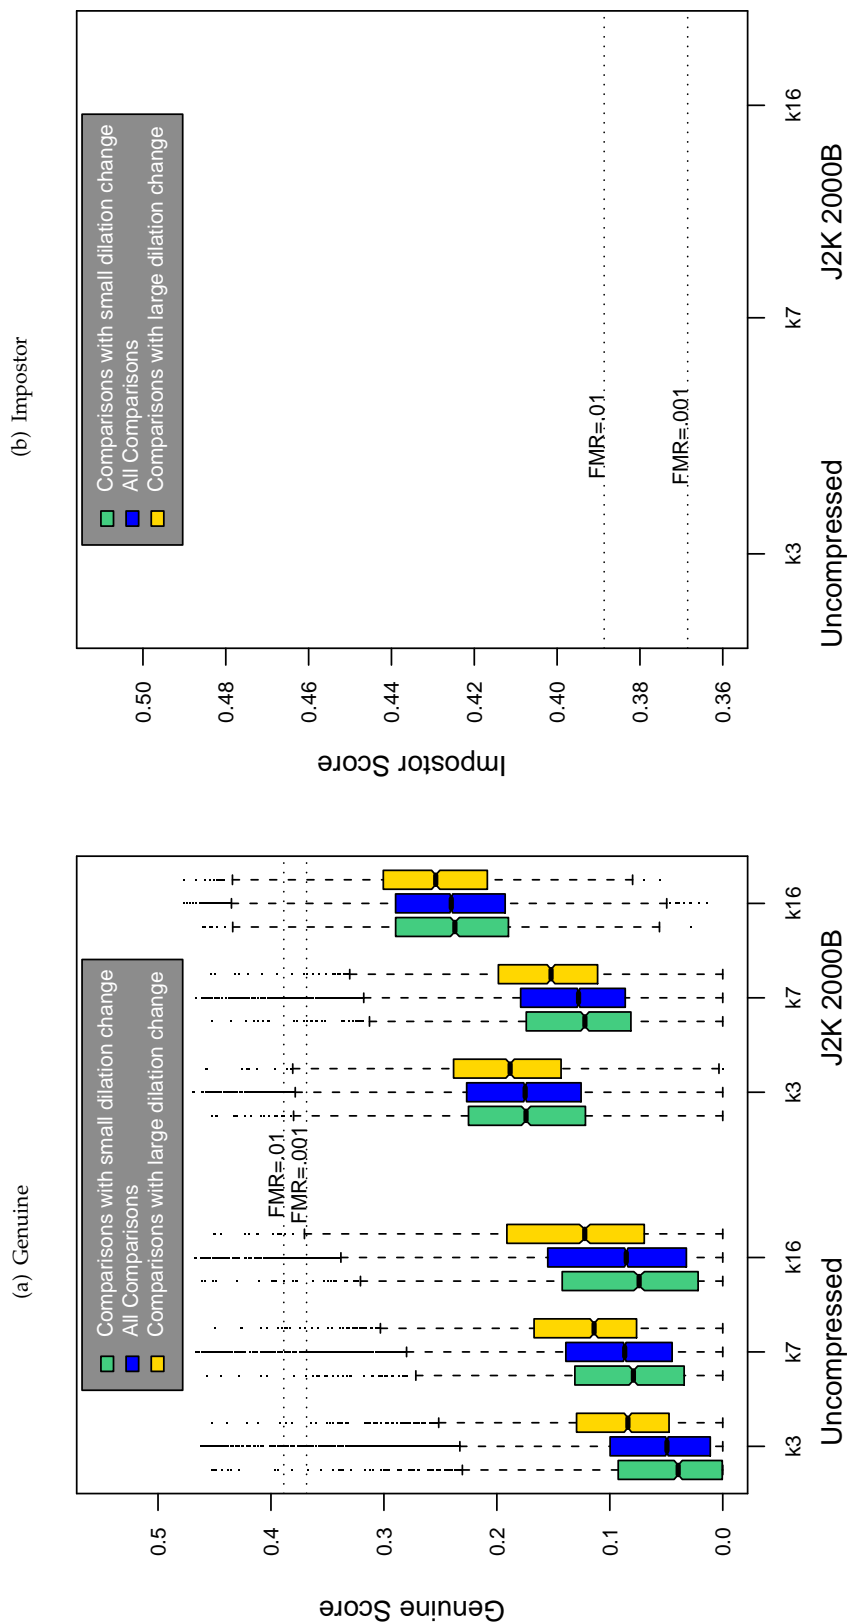 (a) Genuine
Comparisons with small dilation change
All Comparisons
Comparisons with large dilation change
Genuine Score
0.5
0.4
0.3
0.2
0.1
0.0
FMR=.01
FMR=.001
k3
k7
k16
k3
k7
k16
Uncompressed
J2K 2000B
(b) Impostor
Comparisons with small dilation change
All Comparisons
Comparisons with large dilation change
Impostor Score
0.50
0.48
0.46
0.44
0.42
0.40
0.38
0.36
FMR=.01
FMR=.001
k3
k7
k16
Uncompressed
J2K 2000B